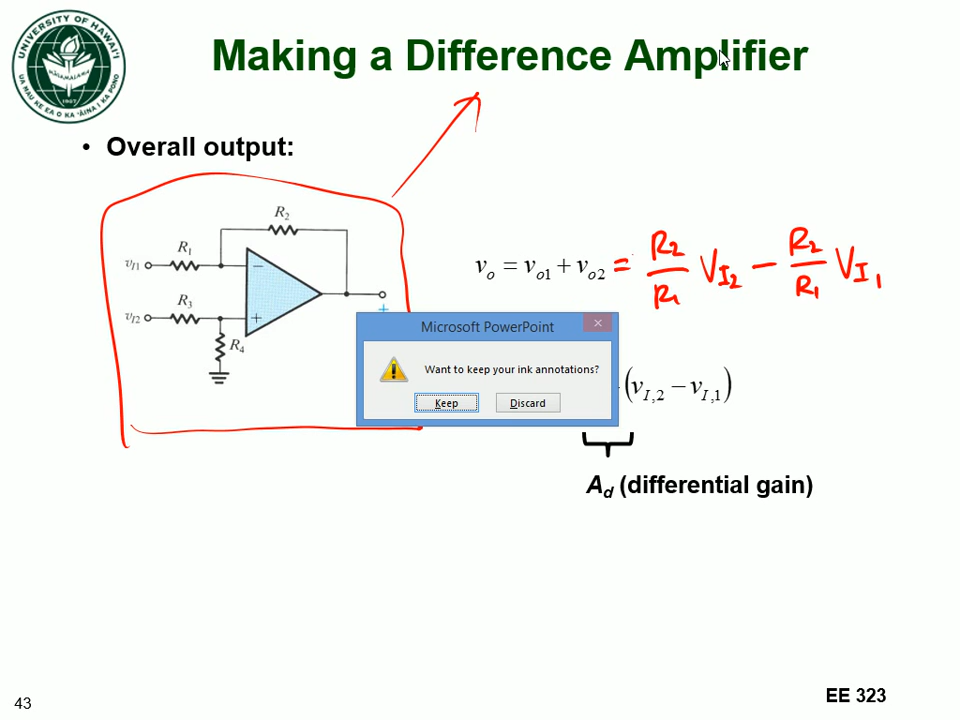 UNIVERSITY OF HAWAI'I
MALAMALAMA
1907
UA MAU KE EA O KA ʻAINA I KA PONO
Making a Difference Amplifier
• Overall output:
R2
R1
vI1
−
R3
vI2
+
R4
+
vo = vo1 + vo2 = R2/R1 VI2 − R2/R1 VI1
Microsoft PowerPoint
×
Want to keep your ink annotations?
Keep Discard
(vI,2 − vI,1)
Ad (differential gain)
43
EE 323